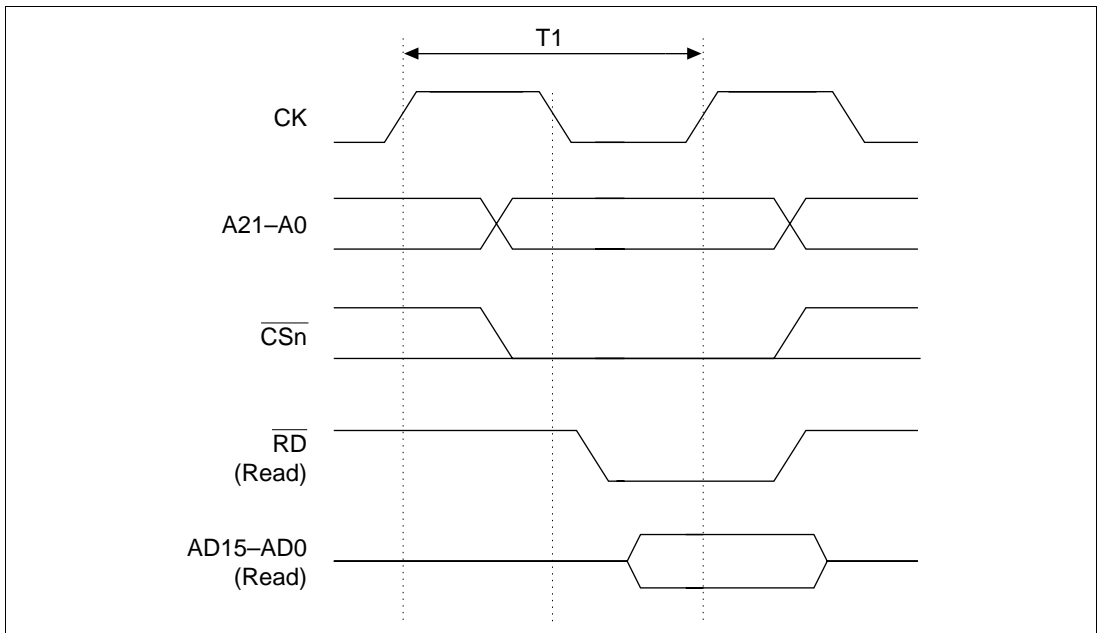 T1
CK
A21–A0
CSn
RD
(Read)
AD15–AD0
(Read)